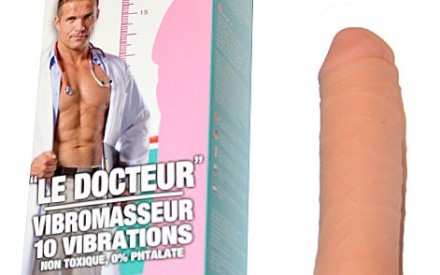 15
"LE DOCTEUR"
VIBROMASSEUR
10 VIBRATIONS
NON TOXIQUE, 0% PHTALATE